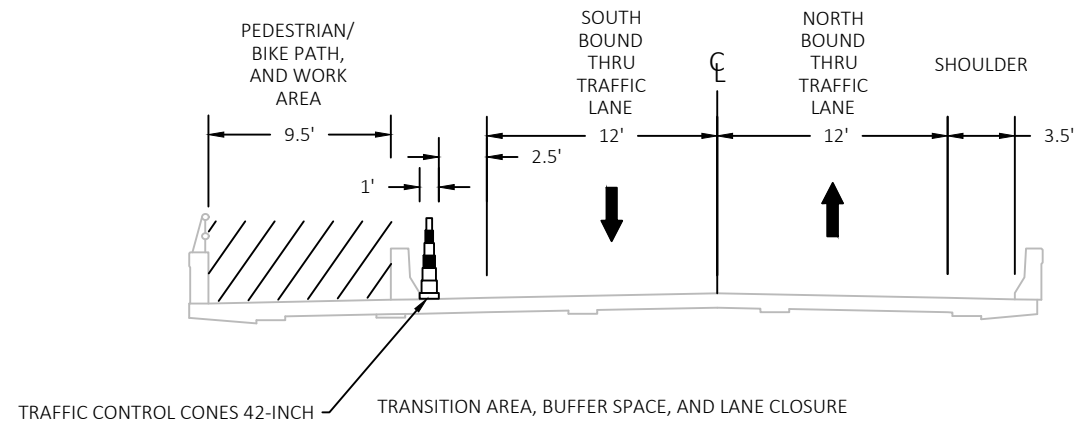 PEDESTRIAN/
BIKE PATH,
AND WORK
AREA
SOUTH
BOUND
THRU
TRAFFIC
LANE
℄
NORTH
BOUND
THRU
TRAFFIC
LANE
SHOULDER
9.5'
1'
2.5'
12'
12'
3.5'
TRAFFIC CONTROL CONES 42-INCH
TRANSITION AREA, BUFFER SPACE, AND LANE CLOSURE